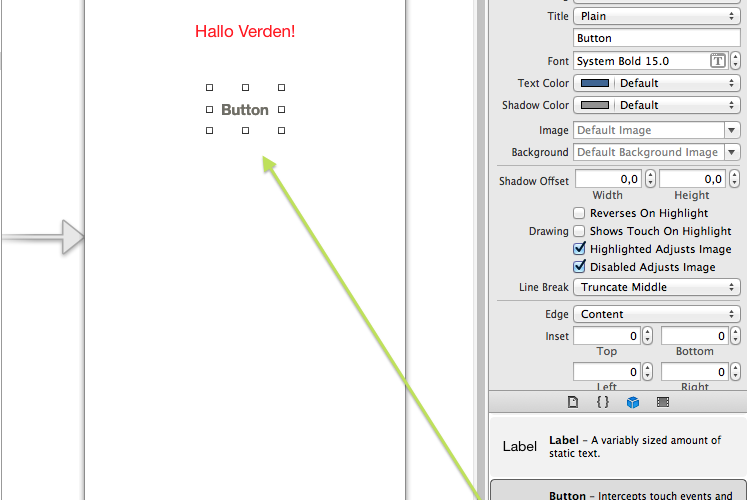 Hallo Verden!
Button
Title Plain
Button
Font System Bold 15.0 T
Text Color Default
Shadow Color Default
Image Default Image
Background Default Background Image
Shadow Offset 0,0 0,0
Width Height
Reverses On Highlight
Drawing Shows Touch On Highlight
Highlighted Adjusts Image
Disabled Adjusts Image
Line Break Truncate Middle
Edge Content
Inset 0 0
Top Bottom
0 0
Left Right
{ }
Label Label – A variably sized amount of
static text.
Button – Intercepts touch events and